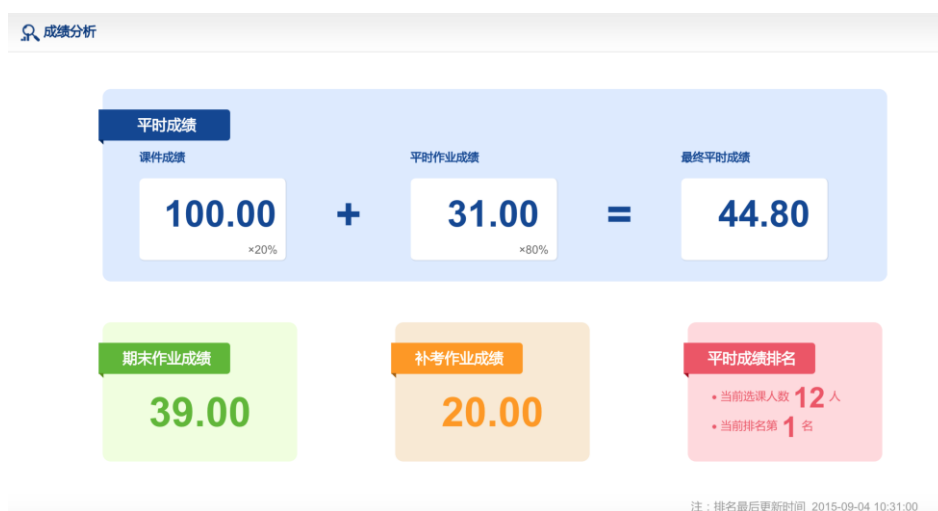 成绩分析
平时成绩
课件成绩 平时作业成绩 最终平时成绩
100.00 + 31.00 = 44.80
×20% ×80%
期末作业成绩 补考作业成绩 平时成绩排名
39.00 20.00
• 当前选课人数 12 人
• 当前排名第 1 名
注：排名最后更新时间 2015-09-04 10:31:00